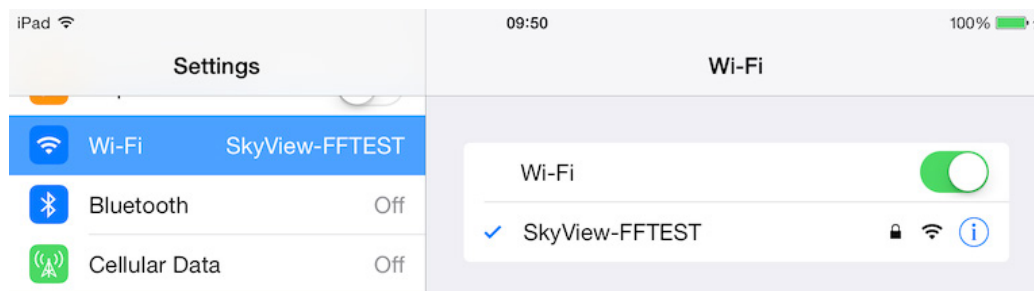 iPad 09:50 100%
Settings
Wi-Fi
Wi-Fi SkyView-FFTEST
Bluetooth Off
Cellular Data Off
Wi-Fi
SkyView-FFTEST